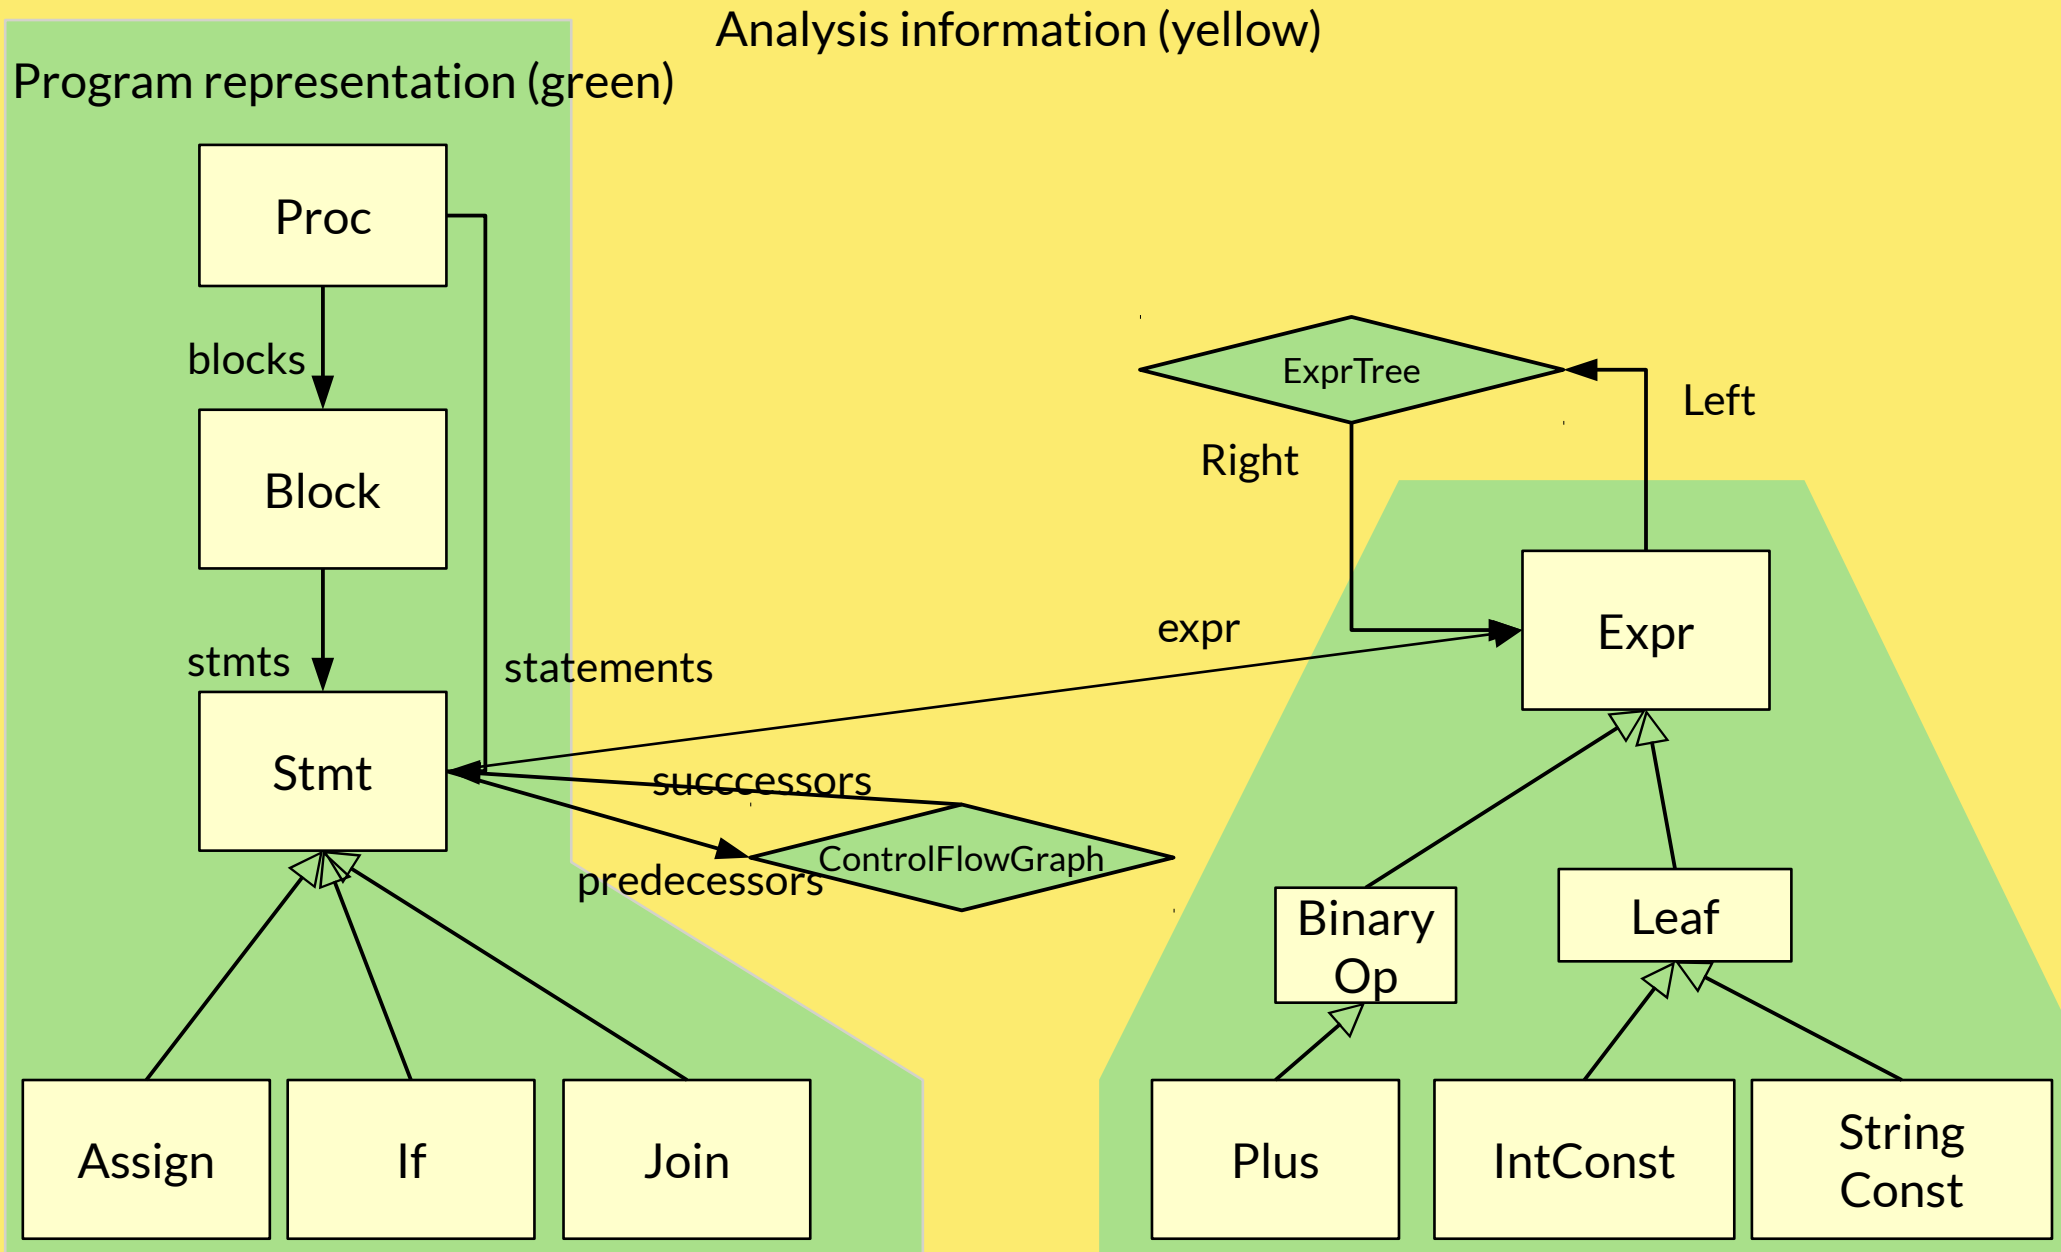 Analysis information (yellow)
Program representation (green)
Proc
blocks
Block
stmts
statements
Stmt
succcessors
predecessors
ControlFlowGraph
Assign
If
Join
ExprTree
Left
Right
expr
Expr
Binary
Op
Leaf
Plus
IntConst
String
Const